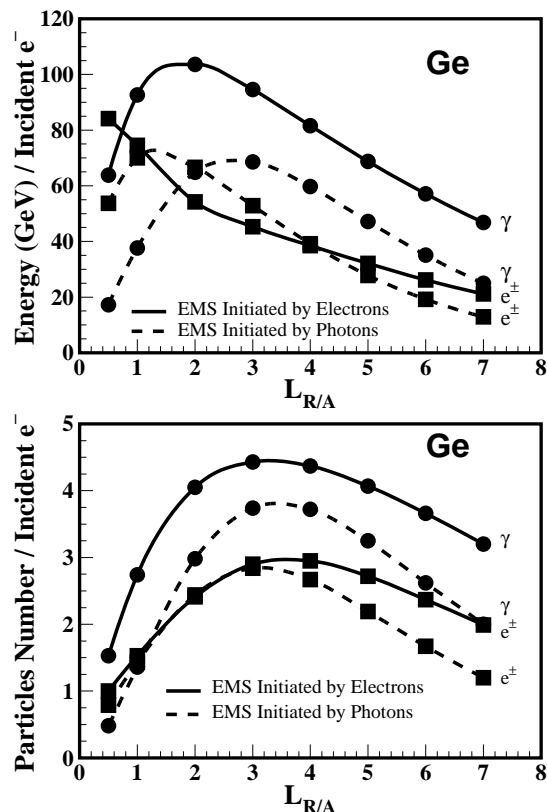 Energy (GeV) / Incident e⁻
120
100
80
60
40
20
0
Ge
γ
γ
e±
e±
EMS Initiated by Electrons
EMS Initiated by Photons
0 1 2 3 4 5 6 7 8
L_R/A
Particles Number / Incident e⁻
5
4
3
2
1
0
Ge
γ
γ
e±
e±
EMS Initiated by Electrons
EMS Initiated by Photons
0 1 2 3 4 5 6 7 8
L_R/A